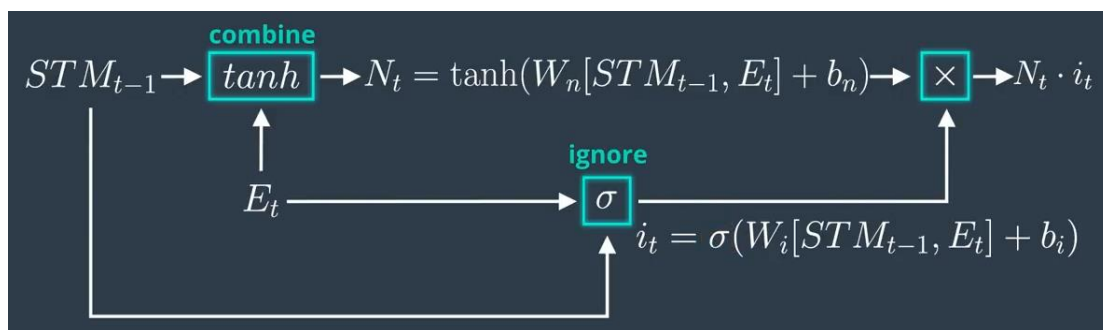 combine
STM_{t-1} tanh N_t = tanh(W_n[STM_{t-1}, E_t] + b_n) × N_t · i_t
ignore
E_t σ
i_t = σ(W_i[STM_{t-1}, E_t] + b_i)